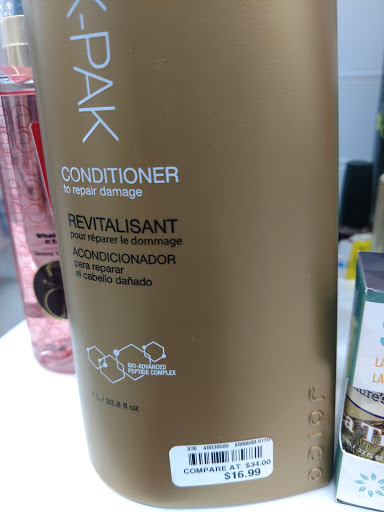 K-PAK
CONDITIONER
to repair damage
REVITALISANT
pour réparer le dommage
ACONDICIONADOR
para reparar
el cabello dañado
BIO-ADVANCED
PEPTIDE COMPLEX
1 L / 33.8 fl oz
JOICO
COMPARE AT $34.00
$16.99